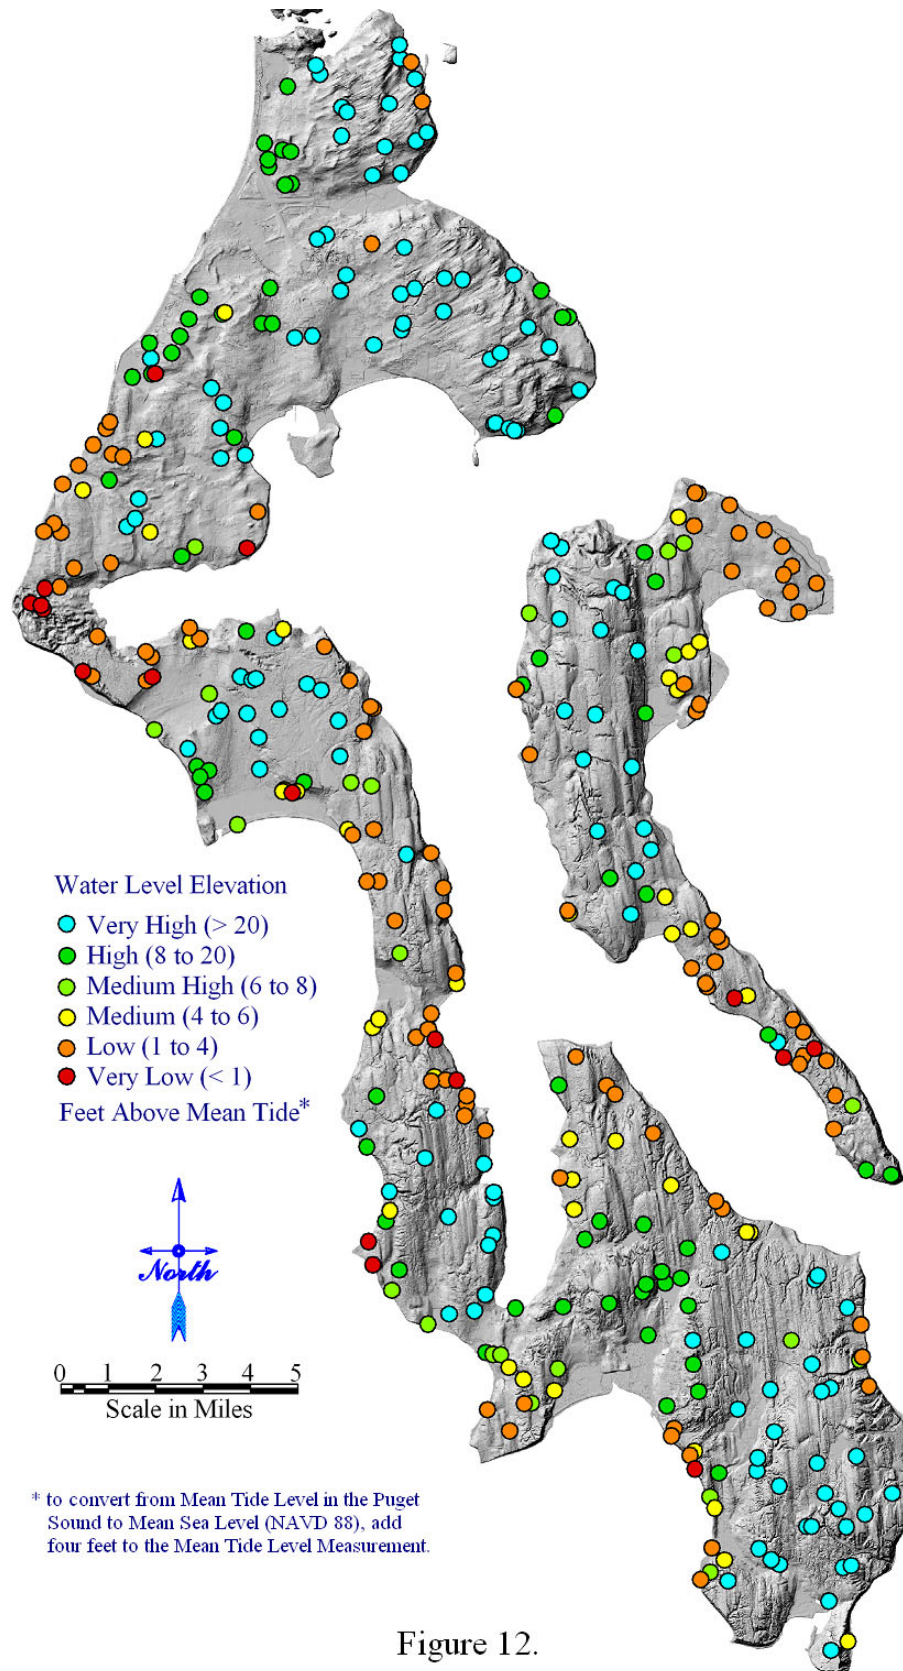 Water Level Elevation
Very High (> 20)
High (8 to 20)
Medium High (6 to 8)
Medium (4 to 6)
Low (1 to 4)
Very Low (< 1)
Feet Above Mean Tide*
North
0 1 2 3 4 5
Scale in Miles
* to convert from Mean Tide Level in the Puget
Sound to Mean Sea Level (NAVD 88), add
four feet to the Mean Tide Level Measurement.
Figure 12.